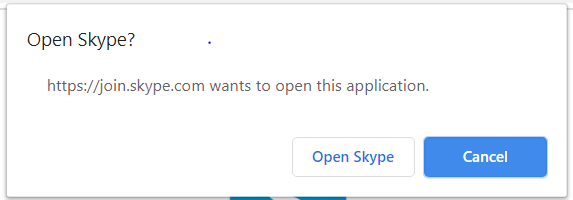 Open Skype?
https://join.skype.com wants to open this application.
Open Skype Cancel